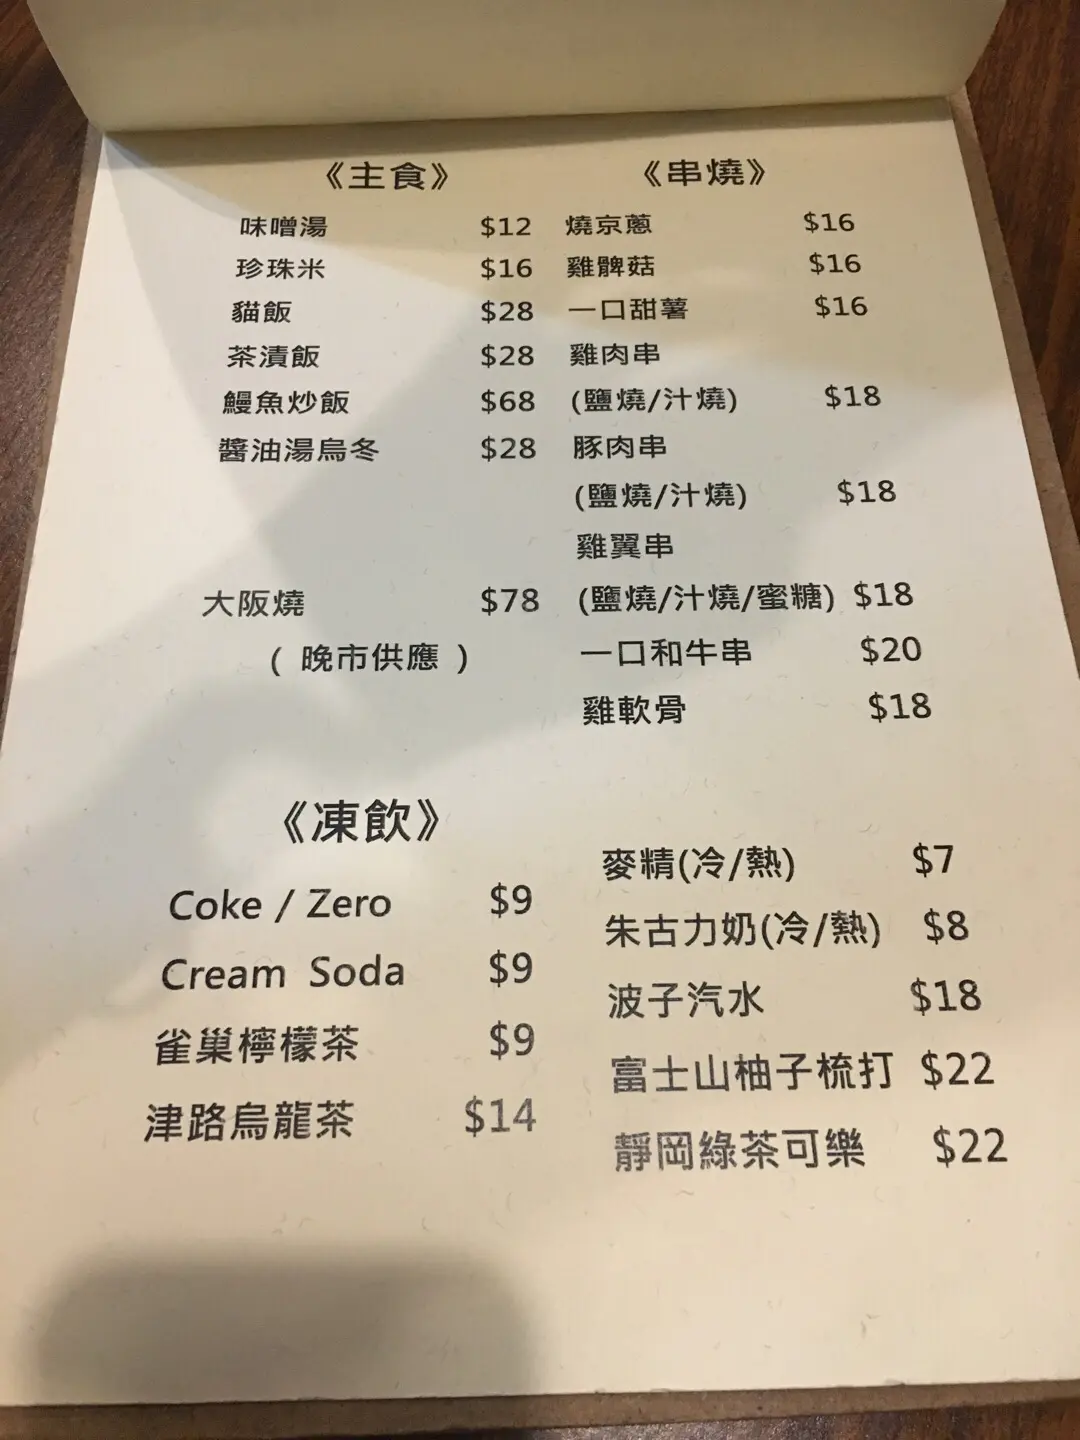 《主食》
味噌湯 $12
珍珠米 $16
貓飯 $28
茶漬飯 $28
鰻魚炒飯 $68
醬油湯烏冬 $28
大阪燒 $78
( 晚市供應 )
《串燒》
燒京蔥 $16
雞髀菇 $16
一口甜薯 $16
雞肉串
(鹽燒/汁燒) $18
豚肉串
(鹽燒/汁燒) $18
雞翼串
(鹽燒/汁燒/蜜糖) $18
一口和牛串 $20
雞軟骨 $18
《凍飲》
Coke / Zero $9
Cream Soda $9
雀巢檸檬茶 $9
津路烏龍茶 $14
麥精(冷/熱) $7
朱古力奶(冷/熱) $8
波子汽水 $18
富士山柚子梳打 $22
靜岡綠茶可樂 $22